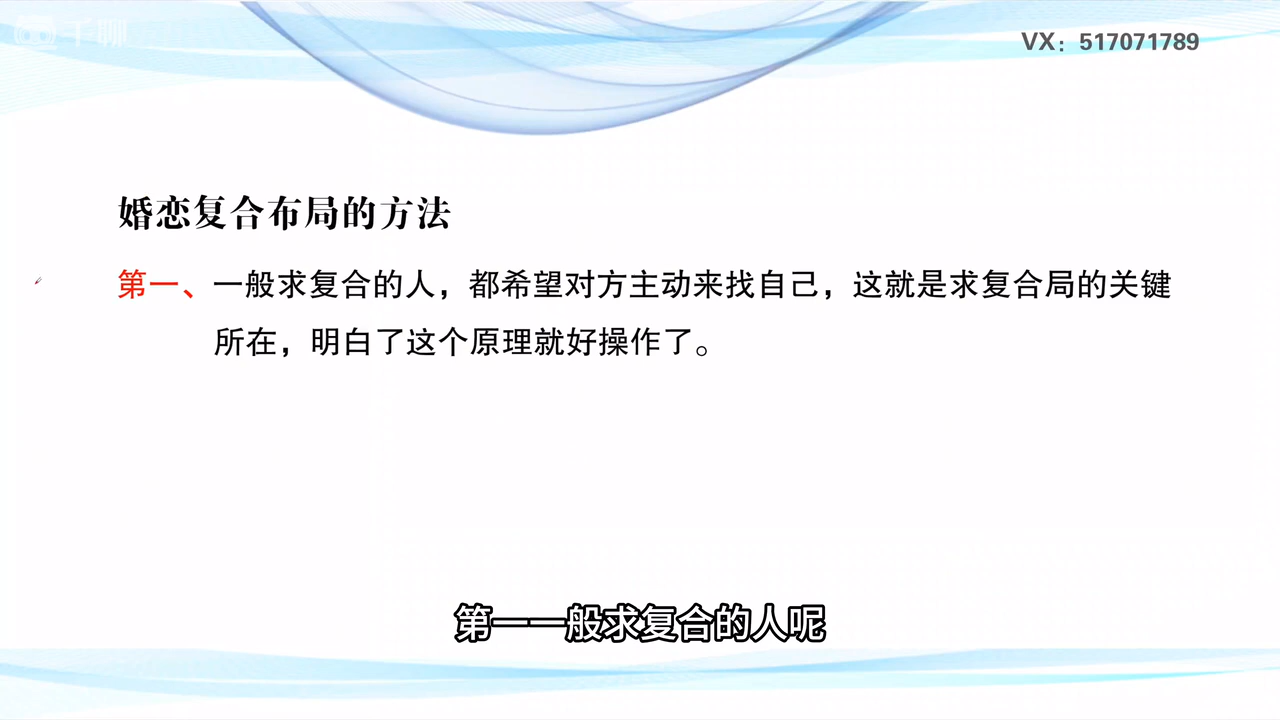 千聊
VX：517071789
婚恋复合布局的方法
第一、一般求复合的人，都希望对方主动来找自己，这就是求复合局的关键
所在，明白了这个原理就好操作了。
第一一般求复合的人呢